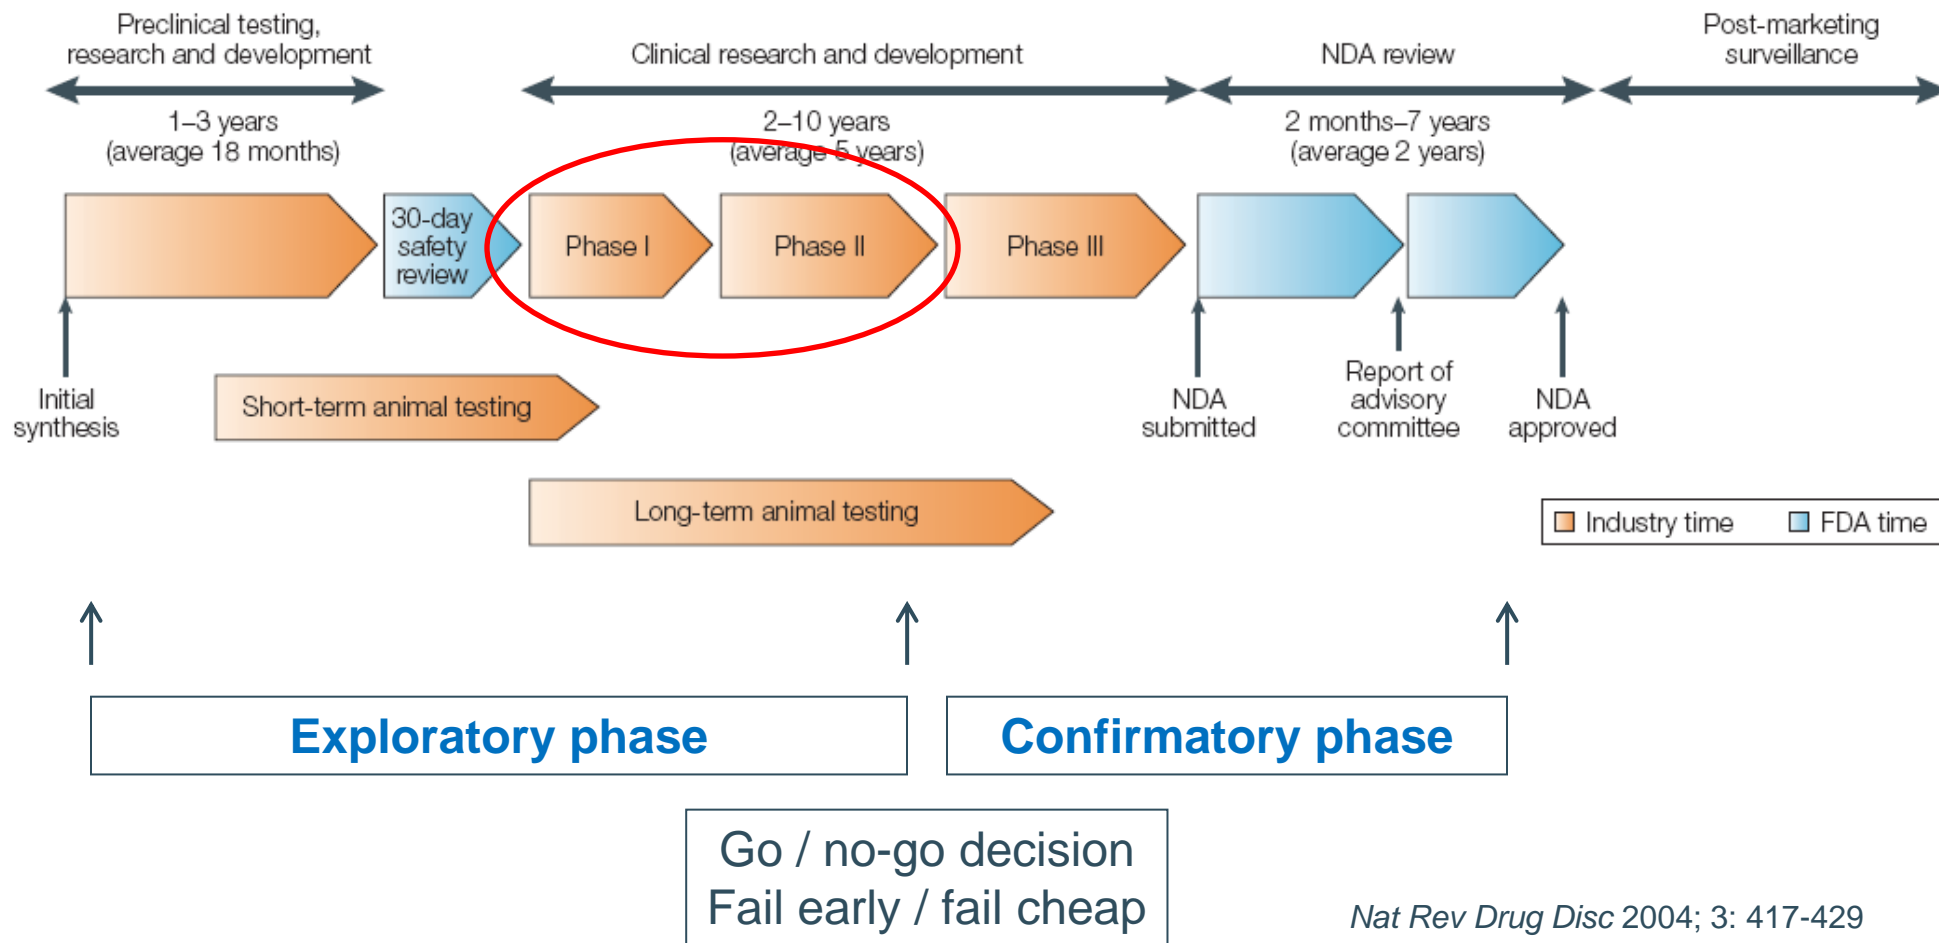 Preclinical testing,
research and development
Clinical research and development
NDA review
Post-marketing
surveillance
1–3 years
(average 18 months)
2–10 years
(average 5 years)
2 months–7 years
(average 2 years)
30-day
safety
review
Phase I
Phase II
Phase III
Initial
synthesis
Short-term animal testing
NDA
submitted
Report of
advisory
committee
NDA
approved
Long-term animal testing
Industry time
FDA time
Exploratory phase
Confirmatory phase
Go / no-go decision
Fail early / fail cheap
Nat Rev Drug Disc 2004; 3: 417-429